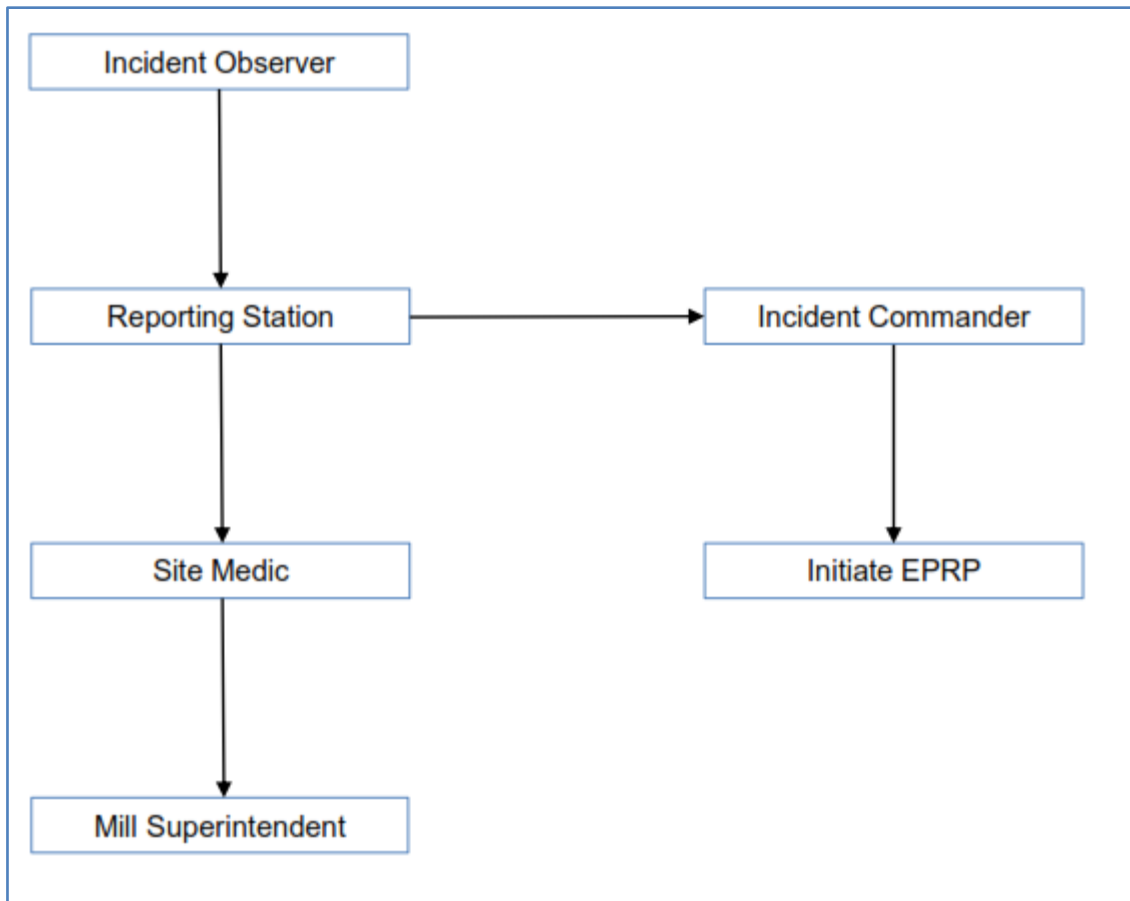 Incident Observer
Reporting Station
Incident Commander
Site Medic
Initiate EPRP
Mill Superintendent